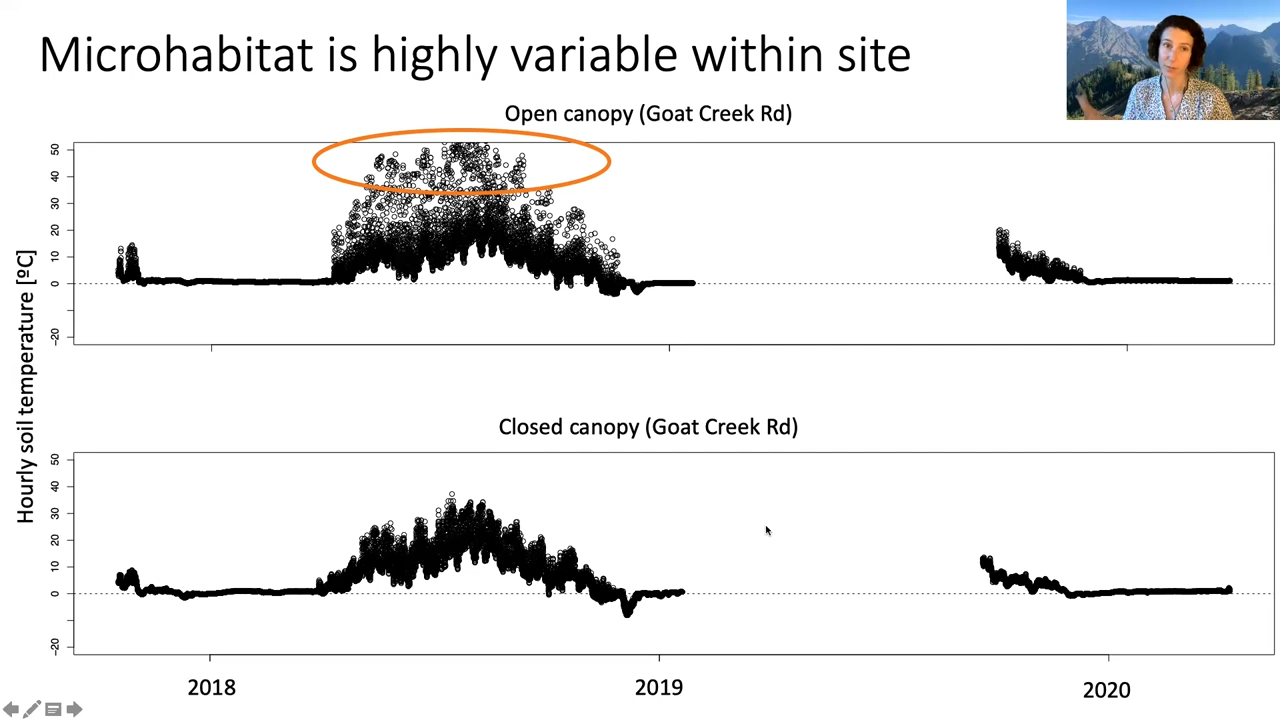 Microhabitat is highly variable within site
Open canopy (Goat Creek Rd)
50
40
30
20
10
0
-20
Hourly soil temperature [ºC]
Closed canopy (Goat Creek Rd)
50
40
30
20
10
0
-20
2018 2019 2020